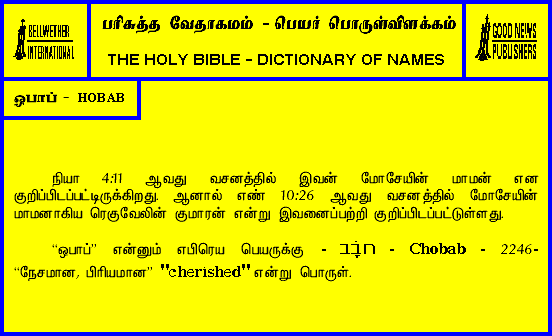 BELLWETHER
INTERNATIONAL
பரிசுத்த வேதாகமம் - பெயர் பொருள்விளக்கம்
THE HOLY BIBLE - DICTIONARY OF NAMES
GOOD NEWS
PUBLISHERS
ஓபாப் - HOBAB
நியா 4:11 ஆவது வசனத்தில் இவன் மோசேயின் மாமன் என
குறிப்பிடப்பட்டிருக்கிறது. ஆனால் எண் 10:26 ஆவது வசனத்தில் மோசேயின்
மாமனாகிய ரெகுவேலின் குமாரன் என்று இவனைப்பற்றி குறிப்பிடப்பட்டுள்ளது.
“ஓபாப்” என்னும் எபிரெய பெயருக்கு - חֹבָב - Chobab - 2246-
“நேசமான, பிரியமான” "cherished" என்று பொருள்.